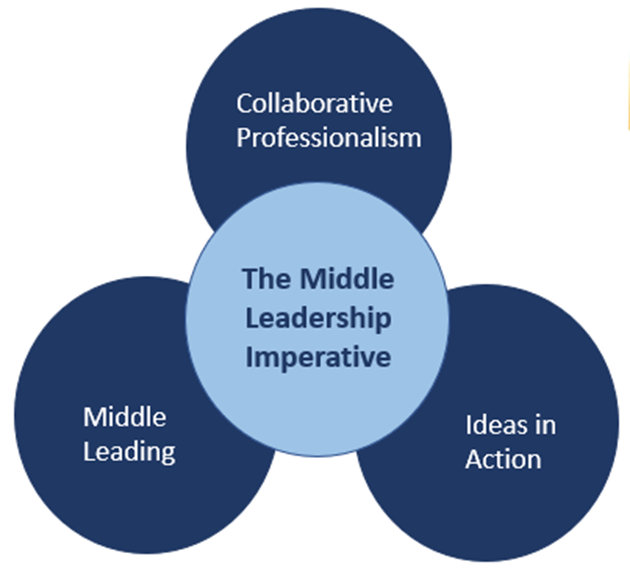 Collaborative
Professionalism
The Middle
Leadership
Imperative
Middle
Leading
Ideas in
Action